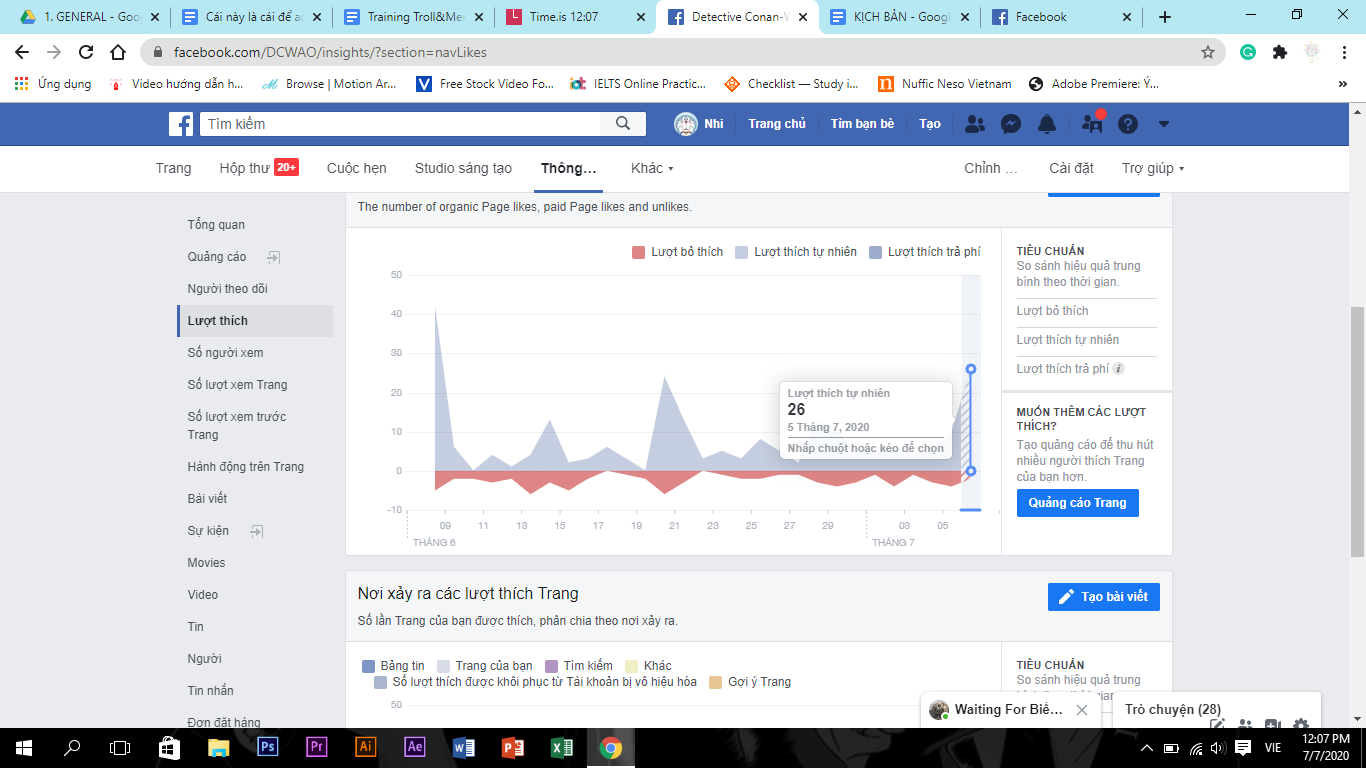 1. GENERAL - Goo
Cái này là cái để a
Training Troll&Me
Time.is 12:07
Detective Conan-W
KỊCH BẢN - Google
Facebook
facebook.com/DCWAO/insights/?section=navLikes
Ứng dụng
Video hướng dẫn h...
Browse | Motion Ar...
Free Stock Video Fo...
IELTS Online Practic...
Checklist — Study i...
Nuffic Neso Vietnam
Adobe Premiere: Ý...
»
Tìm kiếm
Nhi
Trang chủ
Tìm bạn bè
Tạo
Trang
Hộp thư 20+
Cuộc hẹn
Studio sáng tạo
Thông...
Khác
Chỉnh ...
Cài đặt
Trợ giúp
Tổng quan
Quảng cáo
Người theo dõi
Lượt thích
Số người xem
Số lượt xem Trang
Số lượt xem trước
Trang
Hành động trên Trang
Bài viết
Sự kiện
Movies
Video
Tin
Người
Tin nhắn
Đơn đặt hàng
The number of organic Page likes, paid Page likes and unlikes.
Lượt bỏ thích
Lượt thích tự nhiên
Lượt thích trả phí
50
40
30
20
10
0
-10
Lượt thích tự nhiên
26
5 Tháng 7, 2020
Nhấp chuột hoặc kéo để chọn
09 11 13 15 17 19 21 23 25 27 29 03 05
THÁNG 6 THÁNG 7
TIÊU CHUẨN
So sánh hiệu quả trung
bình theo thời gian.
Lượt bỏ thích
Lượt thích tự nhiên
Lượt thích trả phí i
MUỐN THÊM CÁC LƯỢT
THÍCH?
Tạo quảng cáo để thu hút
nhiều người thích Trang
của bạn hơn.
Quảng cáo Trang
Nơi xảy ra các lượt thích Trang
Số lần Trang của bạn được thích, phân chia theo nơi xảy ra.
Tạo bài viết
Bảng tin
Trang của bạn
Tìm kiếm
Khác
Số lượt thích được khôi phục từ Tài khoản bị vô hiệu hóa
Gợi ý Trang
50
TIÊU CHUẨN
So sánh hiệu quả trung
Waiting For Biể...
Trò chuyện (28)
VIE
12:07 PM
7/7/2020